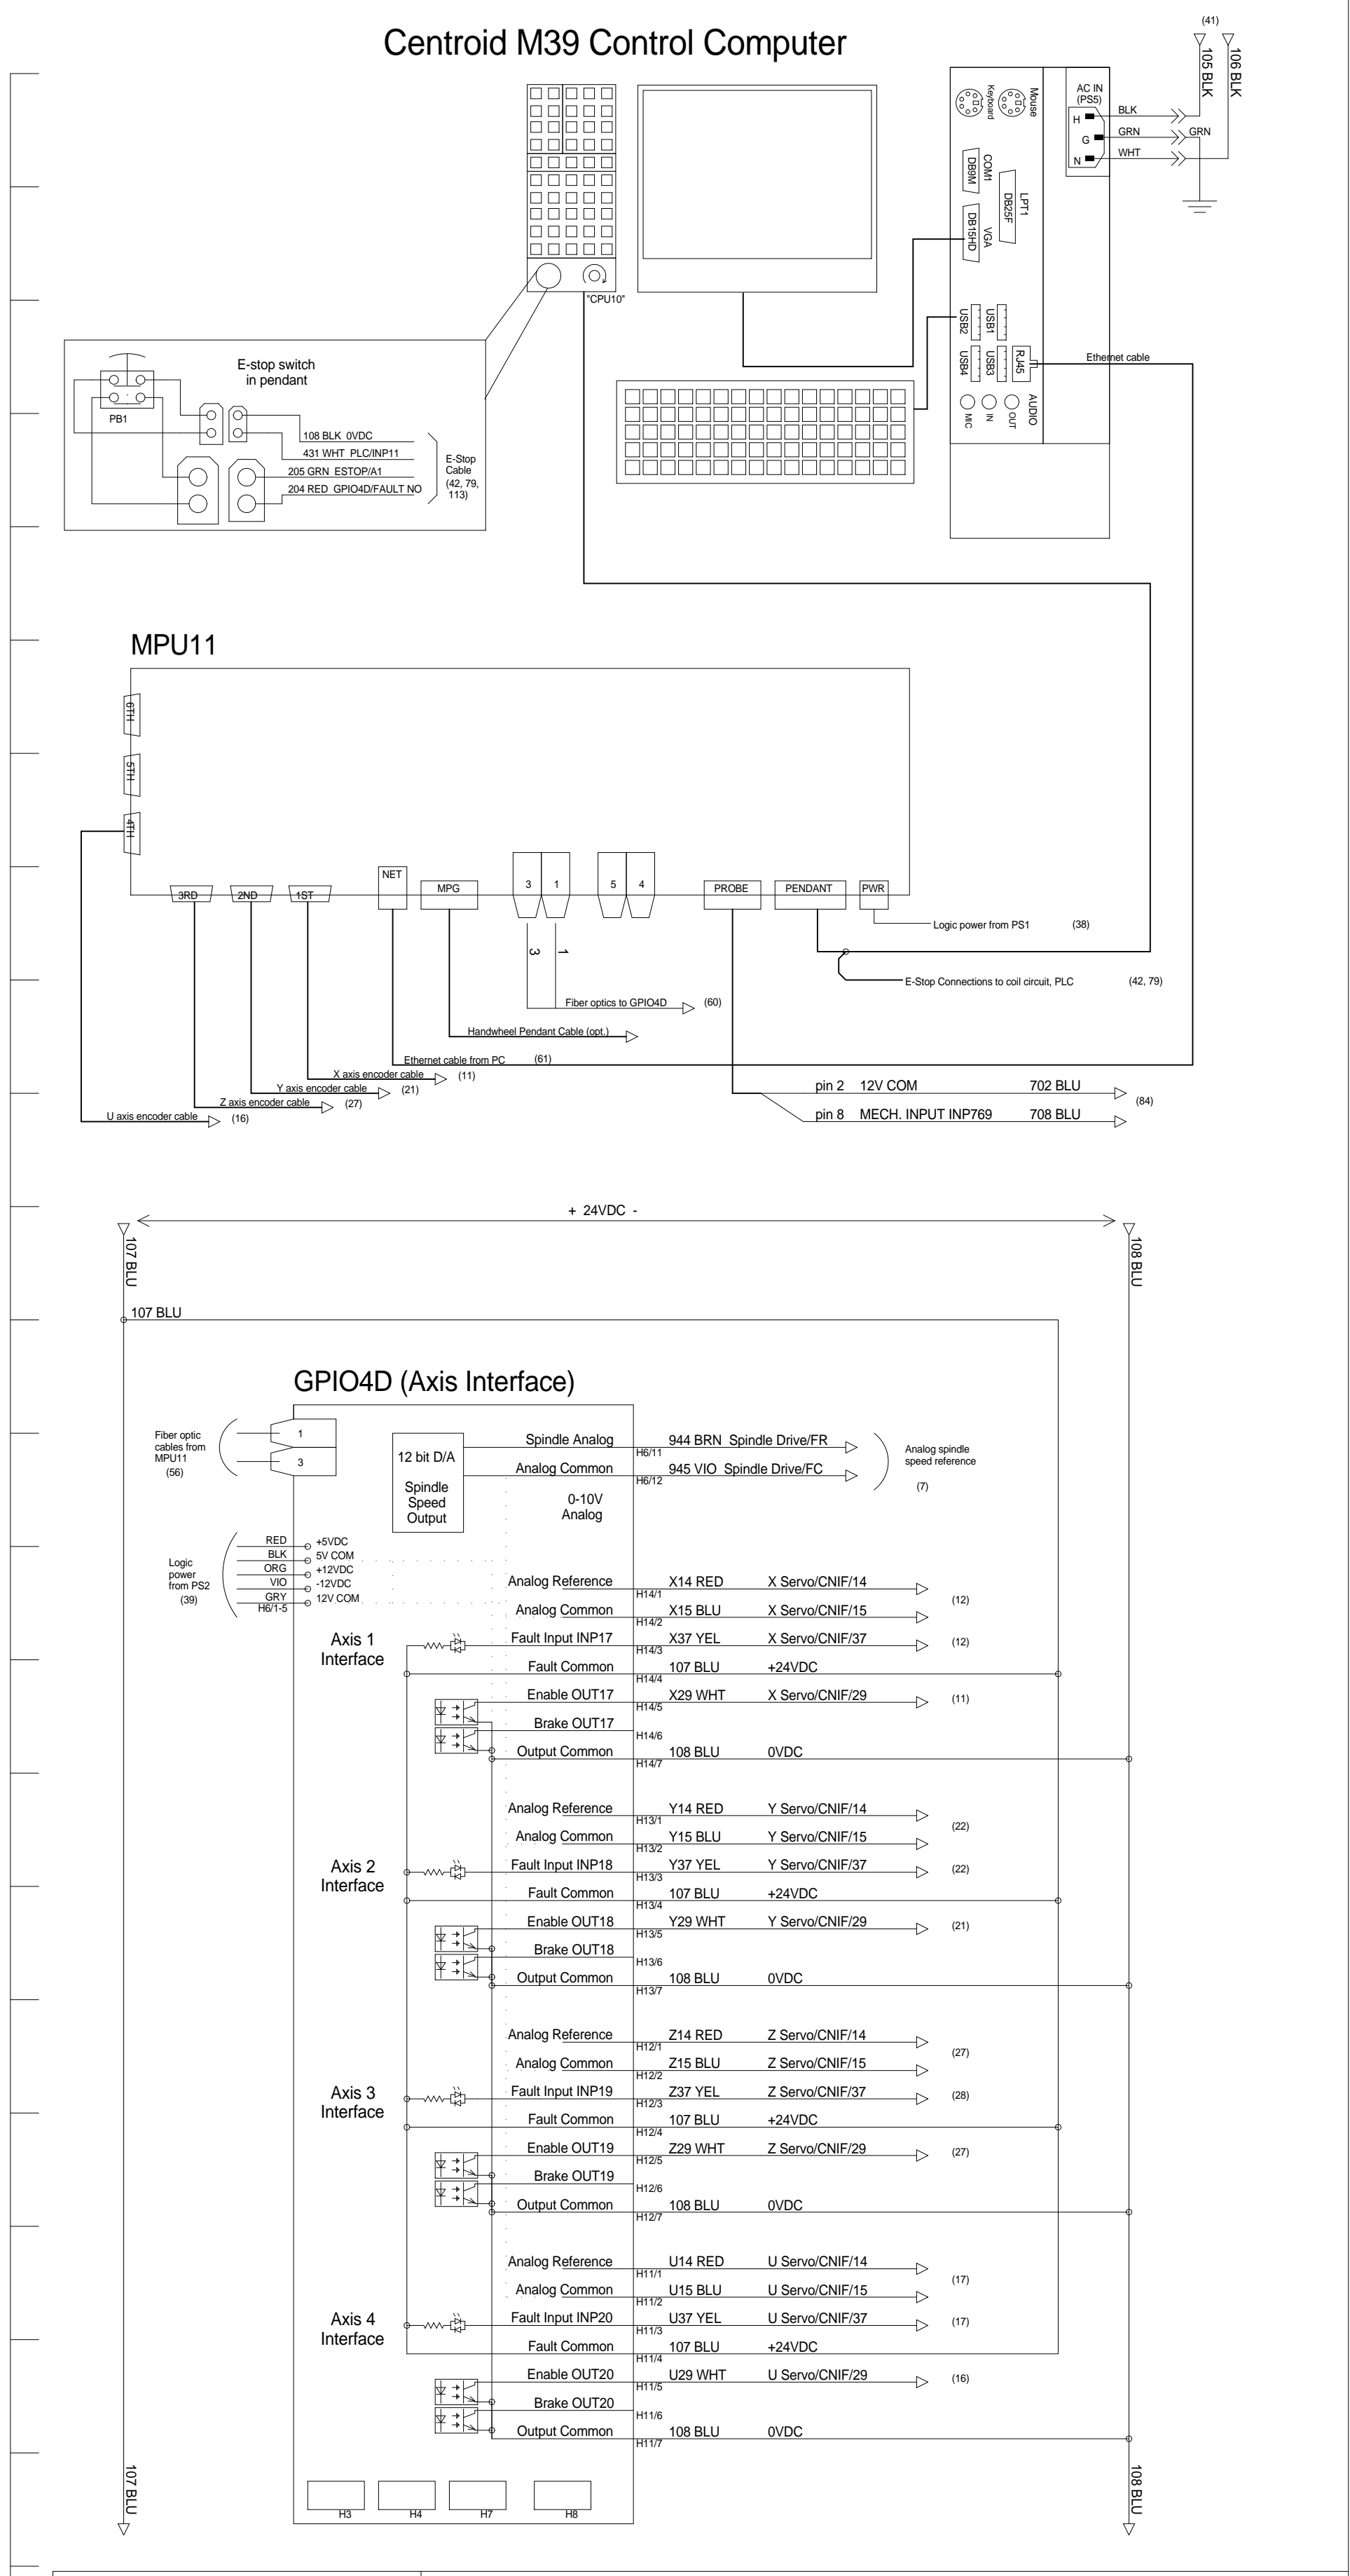 Centroid M39 Control Computer
(41)
105 BLK
106 BLK
Keyboard
Mouse
AC IN
(PS5)
H
G
N
BLK
GRN
GRN
WHT
COM1
DB9M
LPT1
DB25F
VGA
DB15HD
"CPU10"
USB2
USB1
USB4
USB3
RJ45
Ethernet cable
AUDIO
MIC
IN
OUT
E-stop switch
in pendant
PB1
108 BLK 0VDC
431 WHT PLC/INP11
205 GRN ESTOP/A1
204 RED GPIO4D/FAULT NO
E-Stop
Cable
(42, 79,
113)
MPU11
6TH
5TH
4TH
3RD
2ND
1ST
NET
MPG
3
1
5
4
PROBE
PENDANT
PWR
Logic power from PS1 (38)
3
1
E-Stop Connections to coil circuit, PLC (42, 79)
Fiber optics to GPIO4D (60)
Handwheel Pendant Cable (opt.)
Ethernet cable from PC (61)
X axis encoder cable (11)
Y axis encoder cable (21)
Z axis encoder cable (27)
U axis encoder cable (16)
pin 2 12V COM 702 BLU
(84)
pin 8 MECH. INPUT INP769 708 BLU
+ 24VDC -
107 BLU
108 BLU
107 BLU
GPIO4D (Axis Interface)
Fiber optic
cables from
MPU11
(56)
1
3
12 bit D/A
Spindle
Speed
Output
Spindle Analog H6/11 944 BRN Spindle Drive/FR
Analog Common H6/12 945 VIO Spindle Drive/FC
0-10V
Analog
Analog spindle
speed reference
(7)
Logic
power
from PS2
(39)
RED +5VDC
BLK 5V COM
ORG +12VDC
VIO -12VDC
GRY 12V COM
H6/1-5
Axis 1
Interface
Analog Reference H14/1 X14 RED X Servo/CNIF/14
(12)
Analog Common H14/2 X15 BLU X Servo/CNIF/15
Fault Input INP17 H14/3 X37 YEL X Servo/CNIF/37 (12)
Fault Common H14/4 107 BLU +24VDC
Enable OUT17 H14/5 X29 WHT X Servo/CNIF/29 (11)
Brake OUT17 H14/6
Output Common H14/7 108 BLU 0VDC
Axis 2
Interface
Analog Reference H13/1 Y14 RED Y Servo/CNIF/14
(22)
Analog Common H13/2 Y15 BLU Y Servo/CNIF/15
Fault Input INP18 H13/3 Y37 YEL Y Servo/CNIF/37 (22)
Fault Common H13/4 107 BLU +24VDC
Enable OUT18 H13/5 Y29 WHT Y Servo/CNIF/29 (21)
Brake OUT18 H13/6
Output Common H13/7 108 BLU 0VDC
Axis 3
Interface
Analog Reference H12/1 Z14 RED Z Servo/CNIF/14
(27)
Analog Common H12/2 Z15 BLU Z Servo/CNIF/15
Fault Input INP19 H12/3 Z37 YEL Z Servo/CNIF/37 (28)
Fault Common H12/4 107 BLU +24VDC
Enable OUT19 H12/5 Z29 WHT Z Servo/CNIF/29 (27)
Brake OUT19 H12/6
Output Common H12/7 108 BLU 0VDC
Axis 4
Interface
Analog Reference H11/1 U14 RED U Servo/CNIF/14
(17)
Analog Common H11/2 U15 BLU U Servo/CNIF/15
Fault Input INP20 H11/3 U37 YEL U Servo/CNIF/37 (17)
Fault Common H11/4 107 BLU +24VDC
Enable OUT20 H11/5 U29 WHT U Servo/CNIF/29 (16)
Brake OUT20 H11/6
Output Common H11/7 108 BLU 0VDC
107 BLU
108 BLU
H3
H4
H7
H8